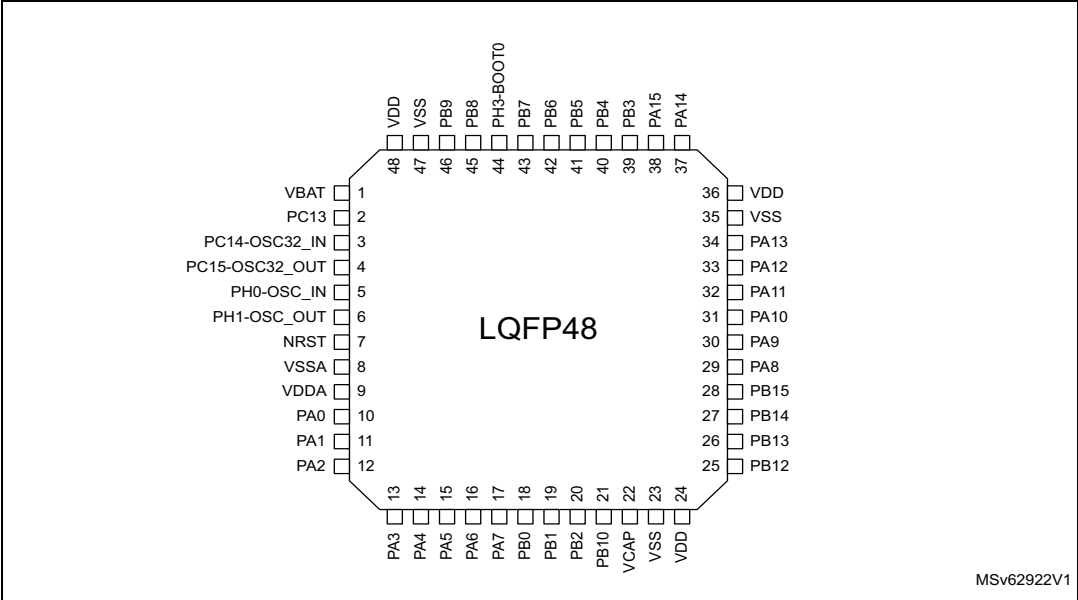 VDD VSS PB9 PB8 PH3-BOOT0 PB7 PB6 PB5 PB4 PB3 PA15 PA14
48 47 46 45 44 43 42 41 40 39 38 37
VBAT 1 36 VDD
PC13 2 35 VSS
PC14-OSC32_IN 3 34 PA13
PC15-OSC32_OUT 4 33 PA12
PH0-OSC_IN 5 32 PA11
PH1-OSC_OUT 6 31 PA10
LQFP48
NRST 7 30 PA9
VSSA 8 29 PA8
VDDA 9 28 PB15
PA0 10 27 PB14
PA1 11 26 PB13
PA2 12 25 PB12
13 14 15 16 17 18 19 20 21 22 23 24
PA3 PA4 PA5 PA6 PA7 PB0 PB1 PB2 PB10 VCAP VSS VDD
MSv62922V1